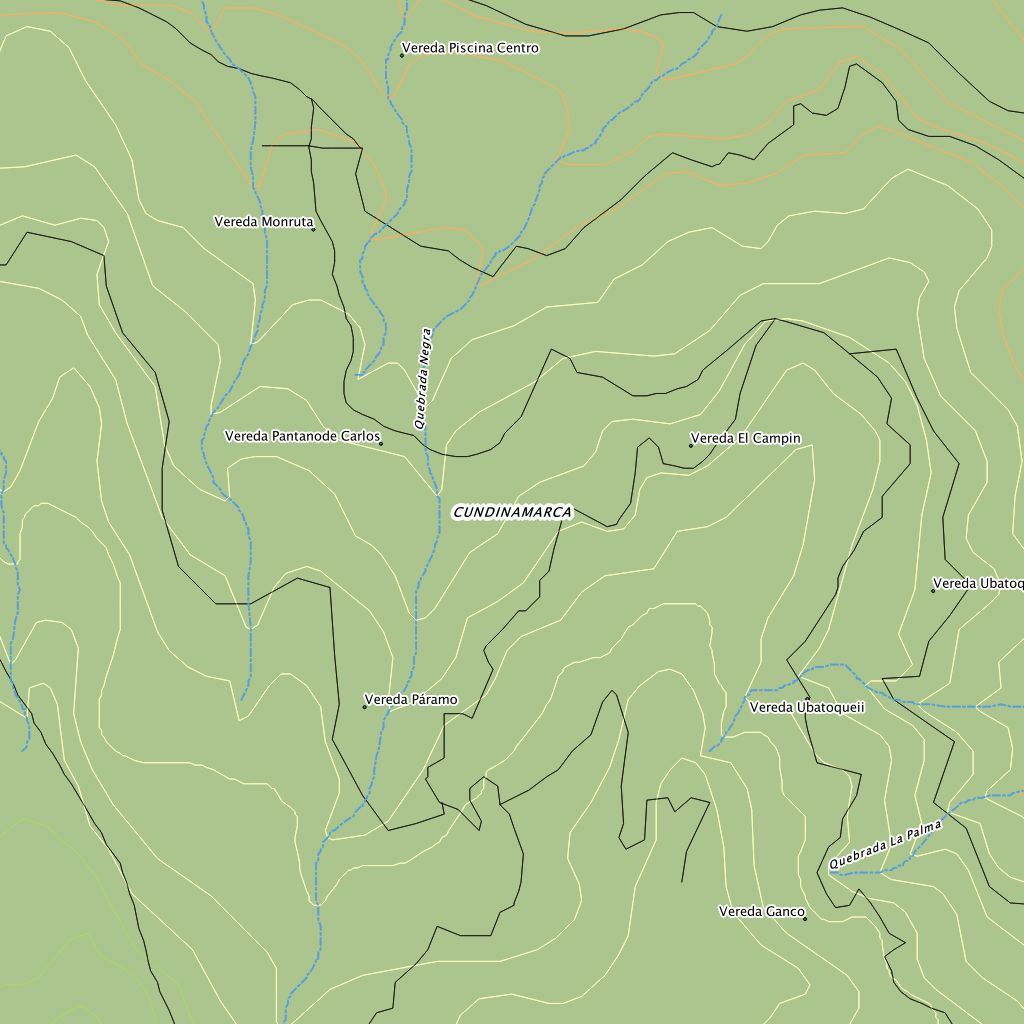 Vereda Piscina Centro
Vereda Monruta
Quebrada Negra
Vereda Pantanode Carlos
Vereda El Campin
CUNDINAMARCA
Vereda Ubatoq
Vereda Páramo
Vereda Ubatoqueii
Quebrada La Palma
Vereda Ganco